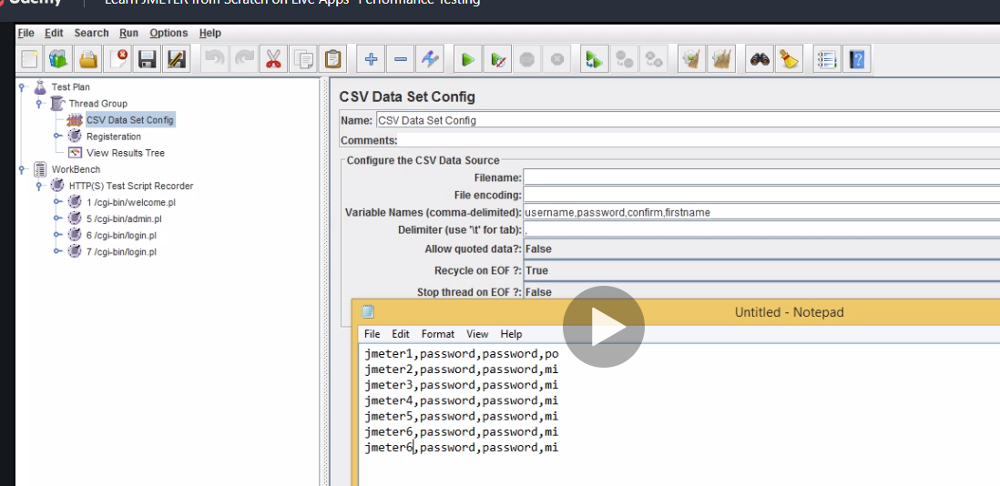 Learn JMETER from Scratch on Live Apps
Performance Testing
File Edit Search Run Options Help
Test Plan
Thread Group
CSV Data Set Config
Registeration
View Results Tree
WorkBench
HTTP(S) Test Script Recorder
1 /cgi-bin/welcome.pl
5 /cgi-bin/admin.pl
6 /cgi-bin/login.pl
7 /cgi-bin/login.pl
CSV Data Set Config
Name: CSV Data Set Config
Comments:
Configure the CSV Data Source
Filename:
File encoding:
Variable Names (comma-delimited): username,password,confirm,firstname
Delimiter (use '\t' for tab): ,
Allow quoted data?: False
Recycle on EOF ?: True
Stop thread on EOF ?: False
Untitled - Notepad
File Edit Format View Help
jmeter1,password,password,po
jmeter2,password,password,mi
jmeter3,password,password,mi
jmeter4,password,password,mi
jmeter5,password,password,mi
jmeter6,password,password,mi
jmeter6,password,password,mi